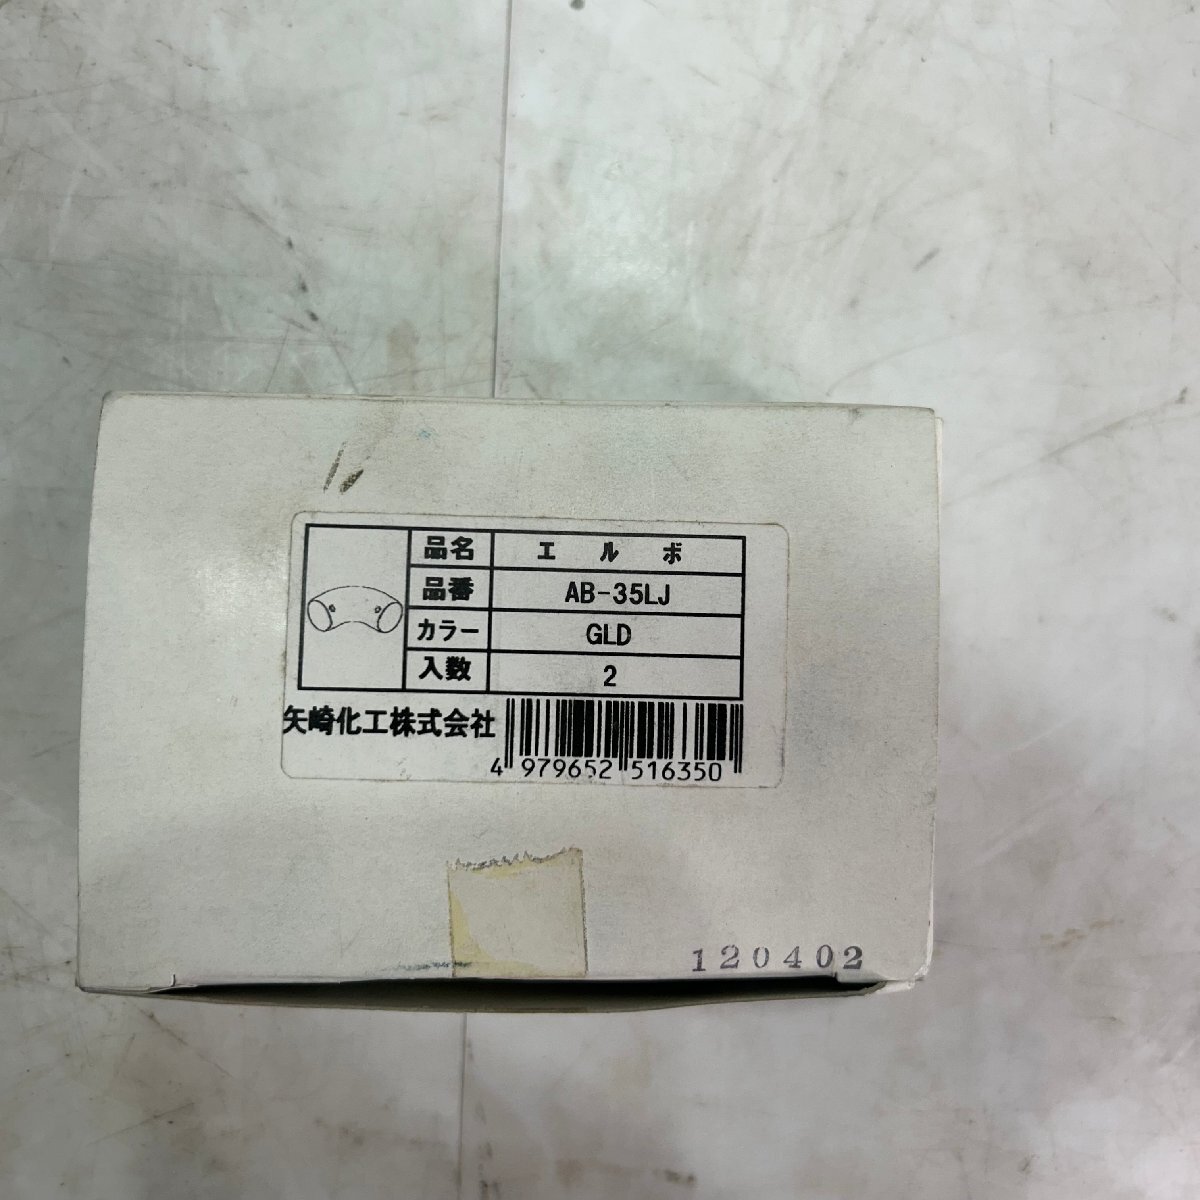 品名 エルボ
品番 AB-35LJ
カラー GLD
入数 2
矢崎化工株式会社
4 979652 516350
120402